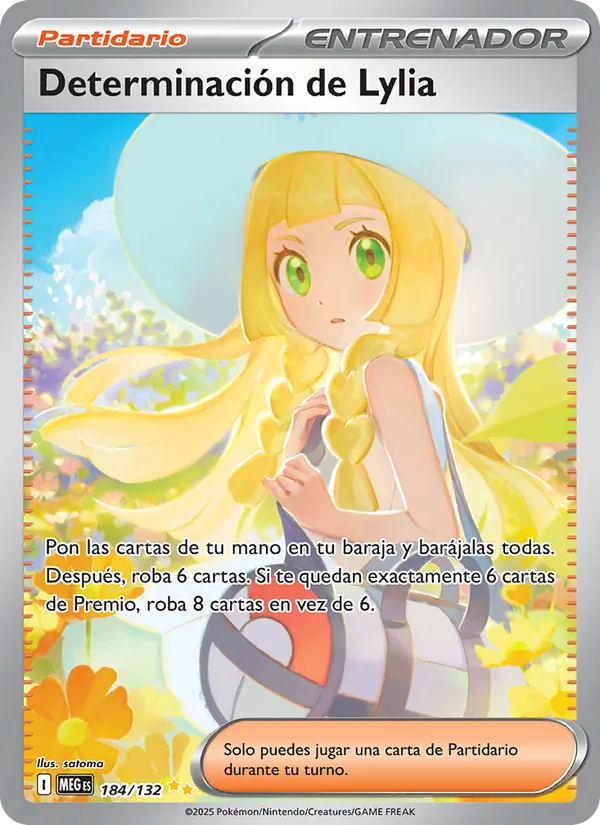 Partidario
ENTRENADOR
Determinación de Lylia
Pon las cartas de tu mano en tu baraja y barájalas todas.
Después, roba 6 cartas. Si te quedan exactamente 6 cartas
de Premio, roba 8 cartas en vez de 6.
Solo puedes jugar una carta de Partidario
durante tu turno.
Ilus. satoma
I MEG ES 184/132
©2025 Pokémon/Nintendo/Creatures/GAME FREAK